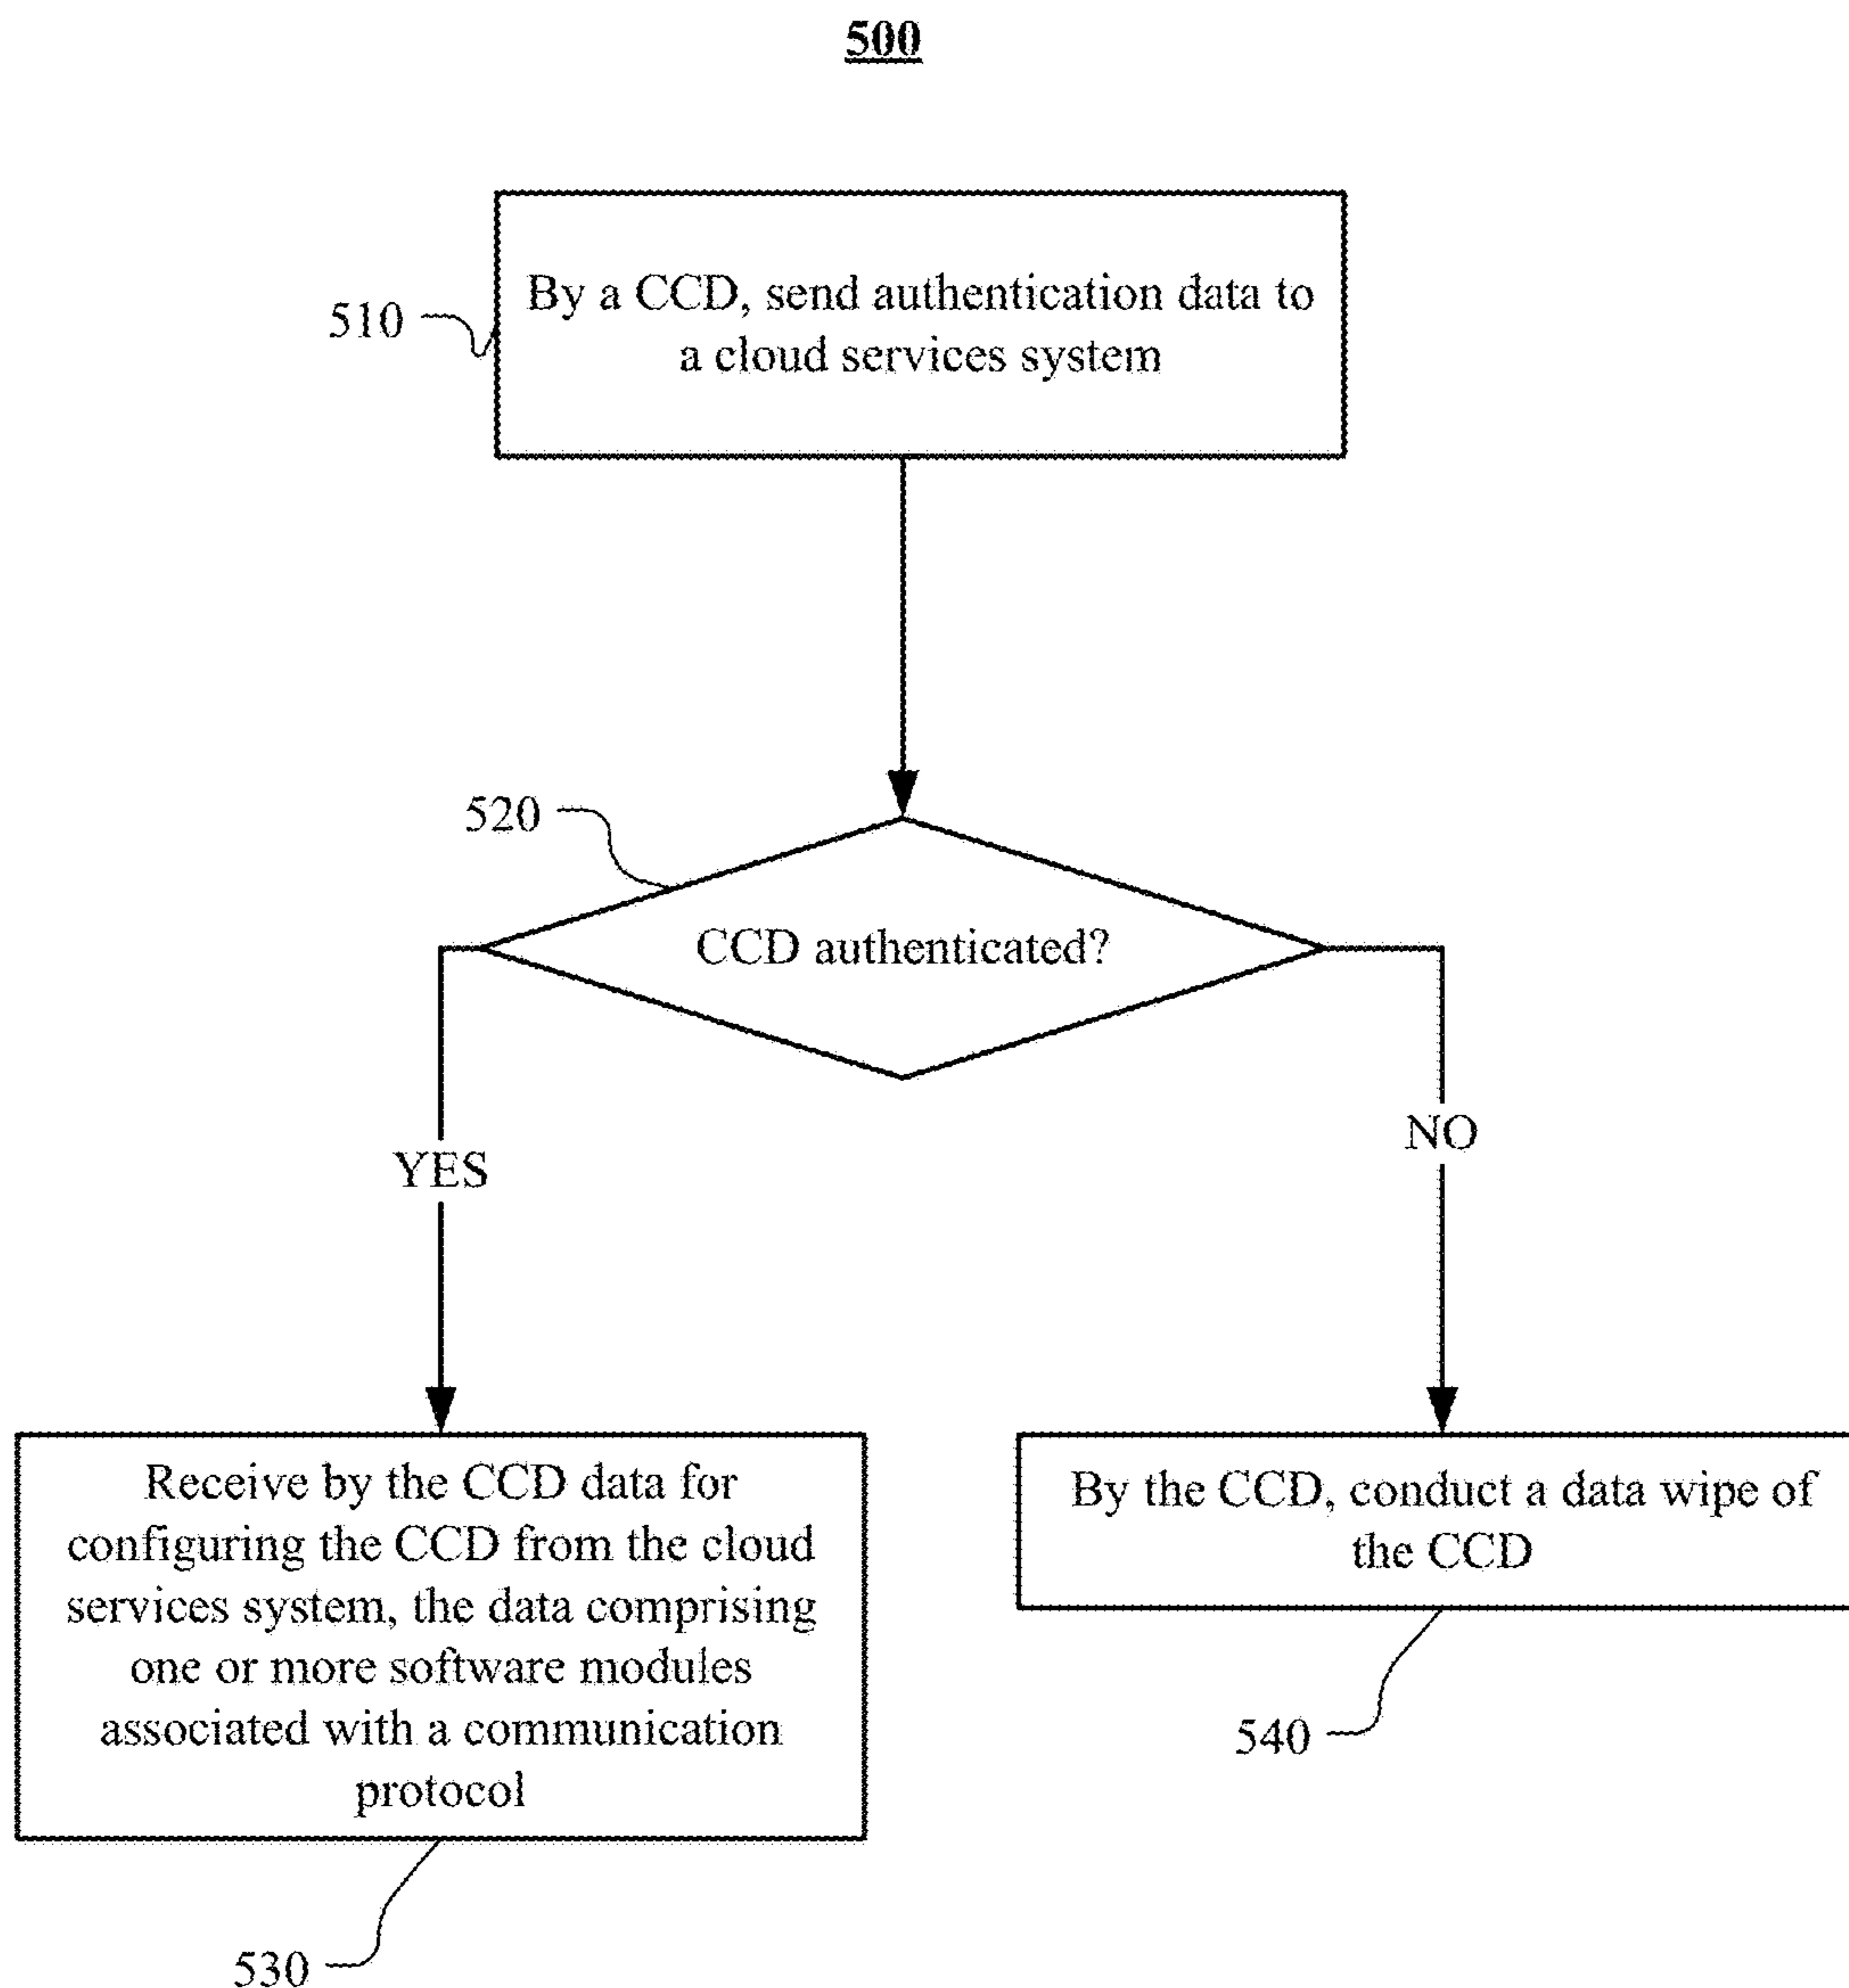 500
By a CCD, send authentication data to
a cloud services system
510
520
CCD authenticated?
YES
NO
Receive by the CCD data for
configuring the CCD from the cloud
services system, the data comprising
one or more software modules
associated with a communication
protocol
By the CCD, conduct a data wipe of
the CCD
540
530